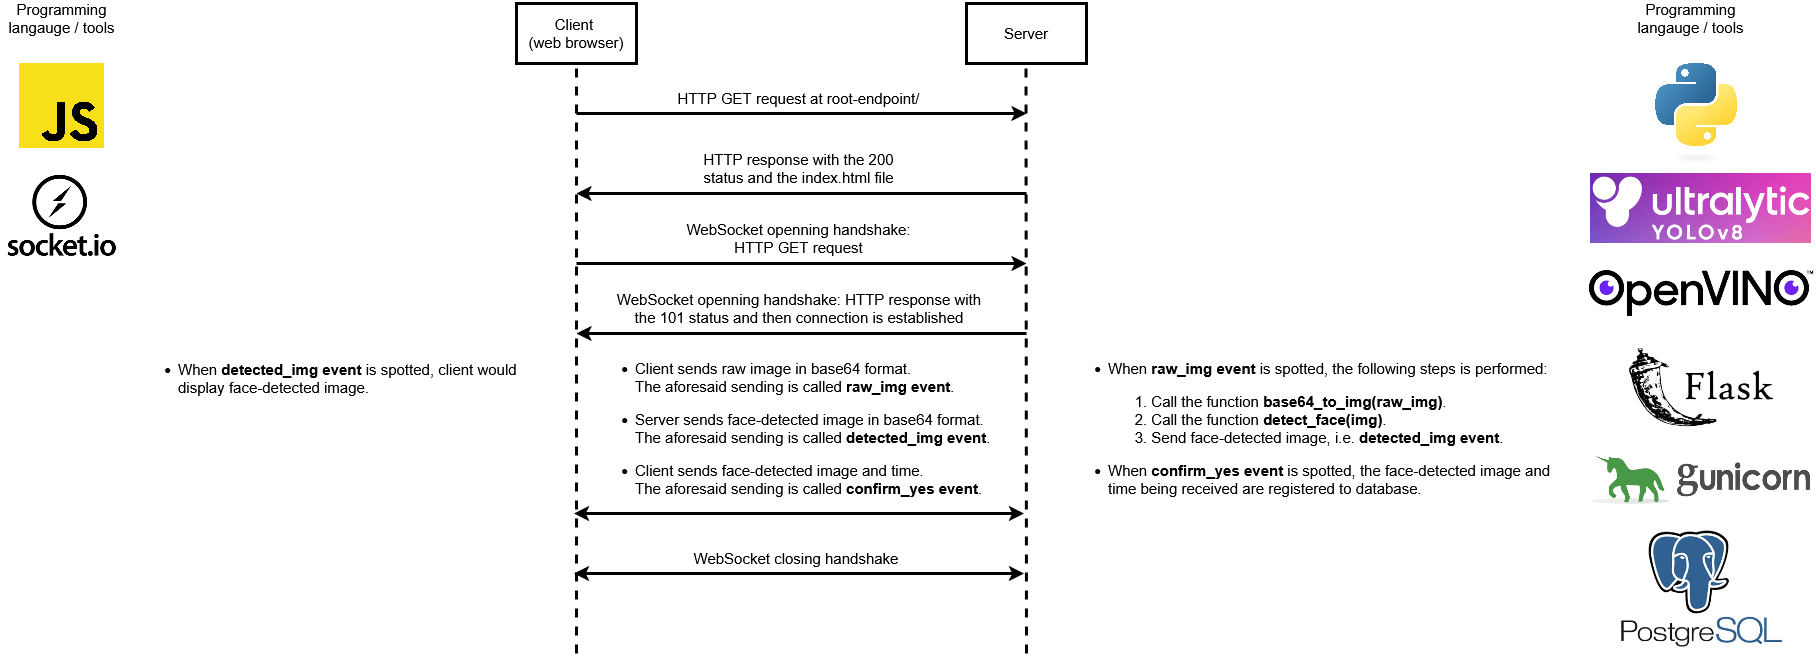 Programming
langauge / tools
JS
socket.io
Client
(web browser)
Server
HTTP GET request at root-endpoint/
HTTP response with the 200
status and the index.html file
WebSocket openning handshake:
HTTP GET request
WebSocket openning handshake: HTTP response with
the 101 status and then connection is established
• When detected_img event is spotted, client would
display face-detected image.
• Client sends raw image in base64 format.
The aforesaid sending is called raw_img event.
• Server sends face-detected image in base64 format.
The aforesaid sending is called detected_img event.
• Client sends face-detected image and time.
The aforesaid sending is called confirm_yes event.
• When raw_img event is spotted, the following steps is performed:
1. Call the function base64_to_img(raw_img).
2. Call the function detect_face(img).
3. Send face-detected image, i.e. detected_img event.
• When confirm_yes event is spotted, the face-detected image and
time being received are registered to database.
WebSocket closing handshake
Programming
langauge / tools
ultralytic
YOLOv8
OpenVINO™
Flask
gunicorn
PostgreSQL